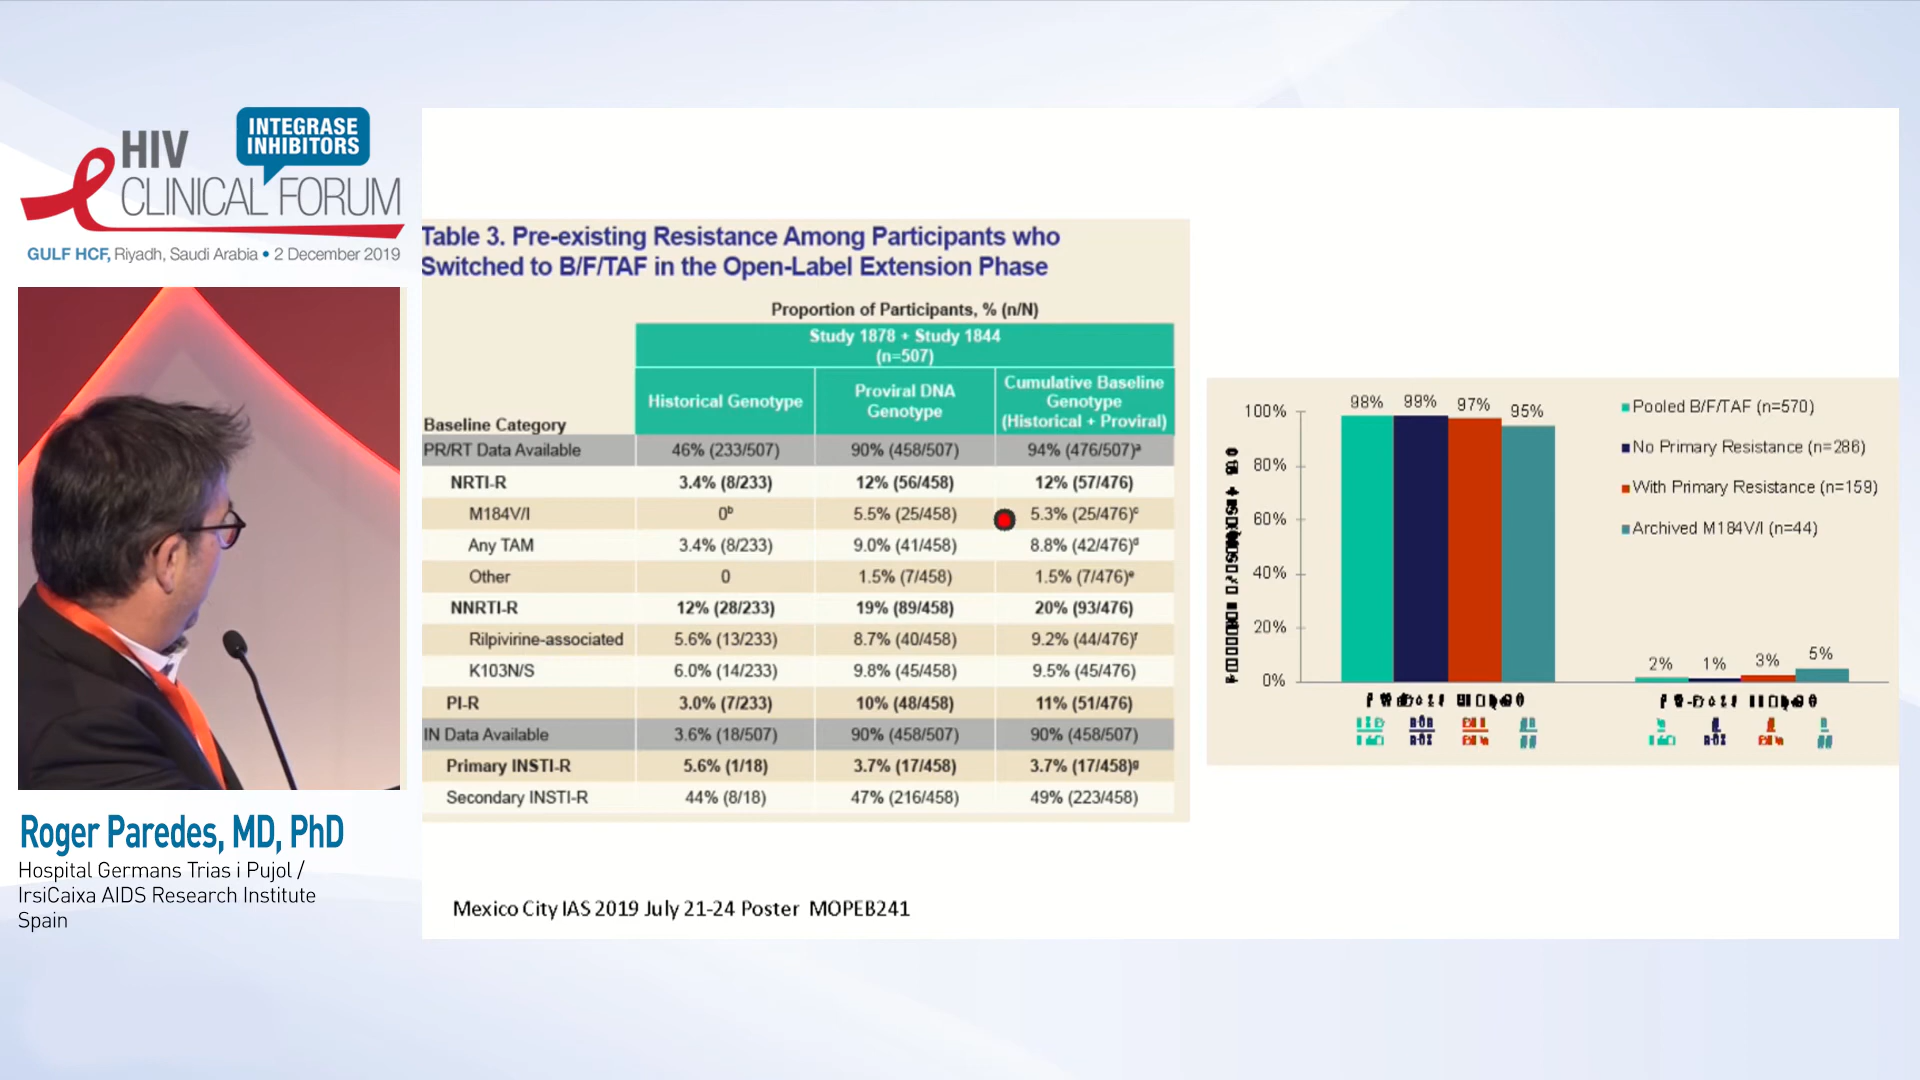 INTEGRASE
INHIBITORS
HIV
CLINICAL FORUM
GULF HCF, Riyadh, Saudi Arabia • 2 December 2019
Roger Paredes, MD, PhD
Hospital Germans Trias i Pujol /
IrsiCaixa AIDS Research Institute
Spain
Table 3. Pre-existing Resistance Among Participants who
Switched to B/F/TAF in the Open-Label Extension Phase
Proportion of Participants, % (n/N)
Study 1878 + Study 1844
(n=507)
Baseline Category Historical Genotype Proviral DNA Genotype Cumulative Baseline Genotype (Historical + Proviral)
PR/RT Data Available 46% (233/507) 90% (458/507) 94% (476/507)ᵃ
NRTI-R 3.4% (8/233) 12% (56/458) 12% (57/476)
M184V/I 0ᵇ 5.5% (25/458) 5.3% (25/476)ᶜ
Any TAM 3.4% (8/233) 9.0% (41/458) 8.8% (42/476)ᵈ
Other 0 1.5% (7/458) 1.5% (7/476)ᵉ
NNRTI-R 12% (28/233) 19% (89/458) 20% (93/476)
Rilpivirine-associated 5.6% (13/233) 8.7% (40/458) 9.2% (44/476)ᶠ
K103N/S 6.0% (14/233) 9.8% (45/458) 9.5% (45/476)
PI-R 3.0% (7/233) 10% (48/458) 11% (51/476)
IN Data Available 3.6% (18/507) 90% (458/507) 90% (458/507)
Primary INSTI-R 5.6% (1/18) 3.7% (17/458) 3.7% (17/458)ᵍ
Secondary INSTI-R 44% (8/18) 47% (216/458) 49% (223/458)
Mexico City IAS 2019 July 21-24 Poster MOPEB241
100%
80%
60%
40%
20%
0%
98% 99% 97% 95%
2% 1% 3% 5%
Pooled B/F/TAF (n=570)
No Primary Resistance (n=286)
With Primary Resistance (n=159)
Archived M184V/I (n=44)